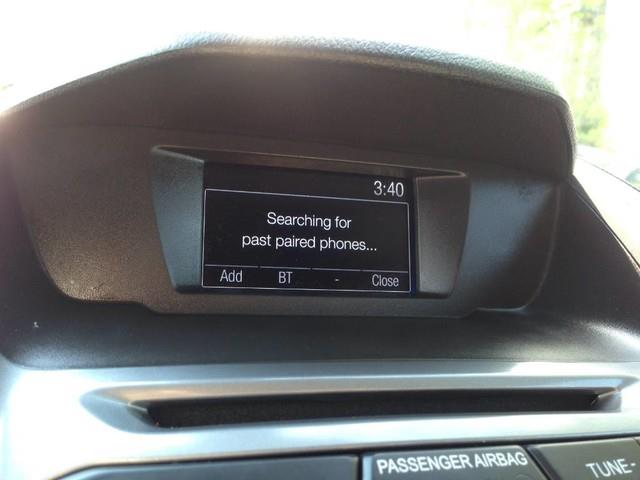 3:40
Searching for
past paired phones...
Add BT - Close
PASSENGER AIRBAG
TUNE-